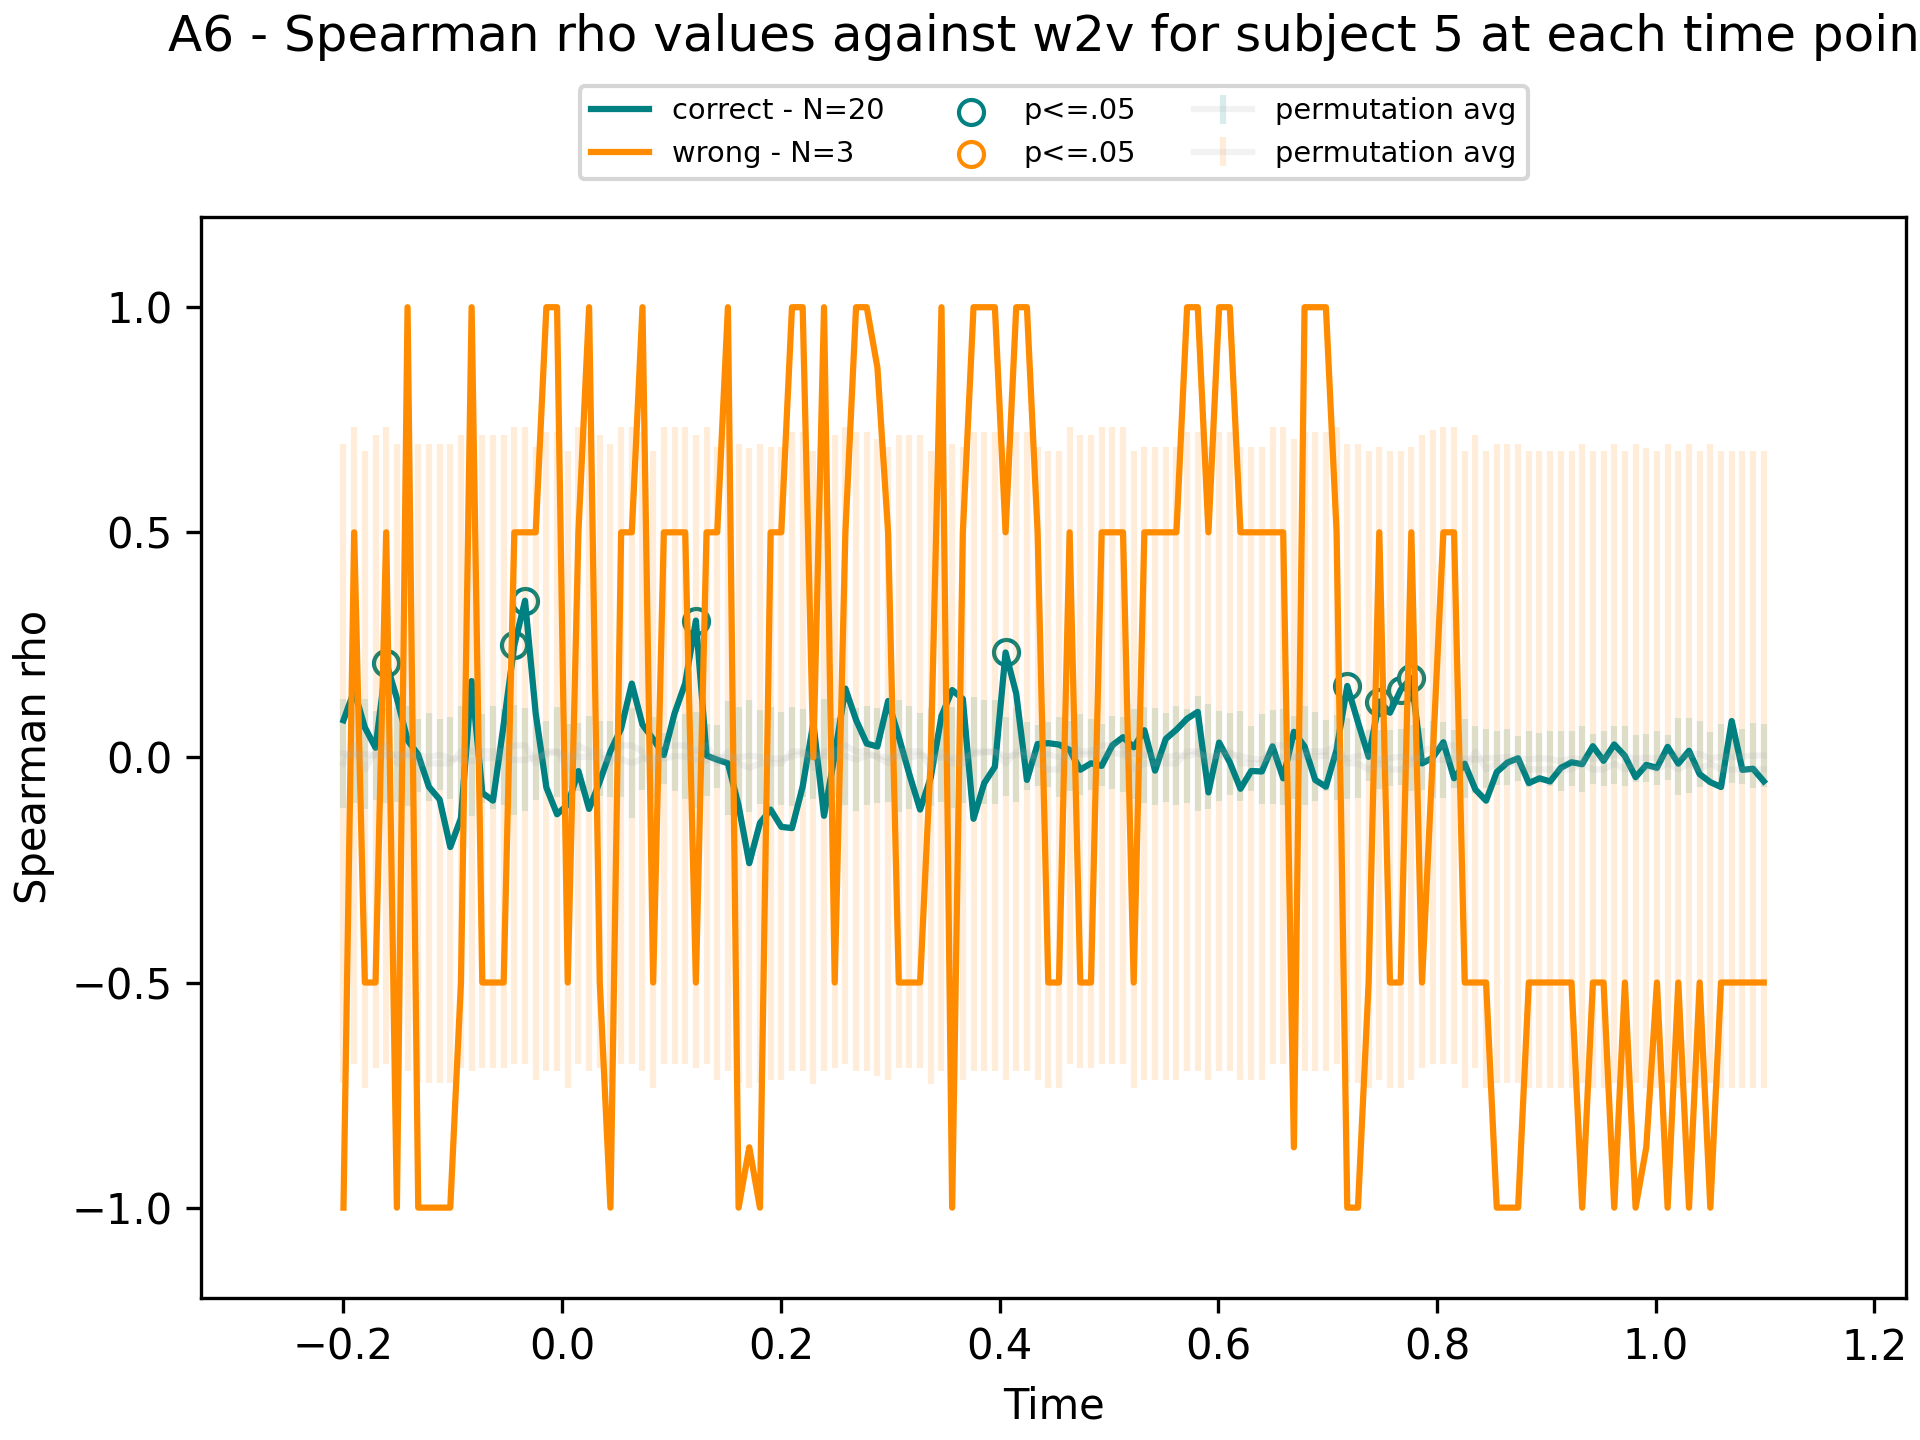 A6 - Spearman rho values against w2v for subject 5 at each time poin
correct - N=20
wrong - N=3
p<=.05
p<=.05
permutation avg
permutation avg
Spearman rho
1.0
0.5
0.0
−0.5
−1.0
−0.2 0.0 0.2 0.4 0.6 0.8 1.0 1.2
Time